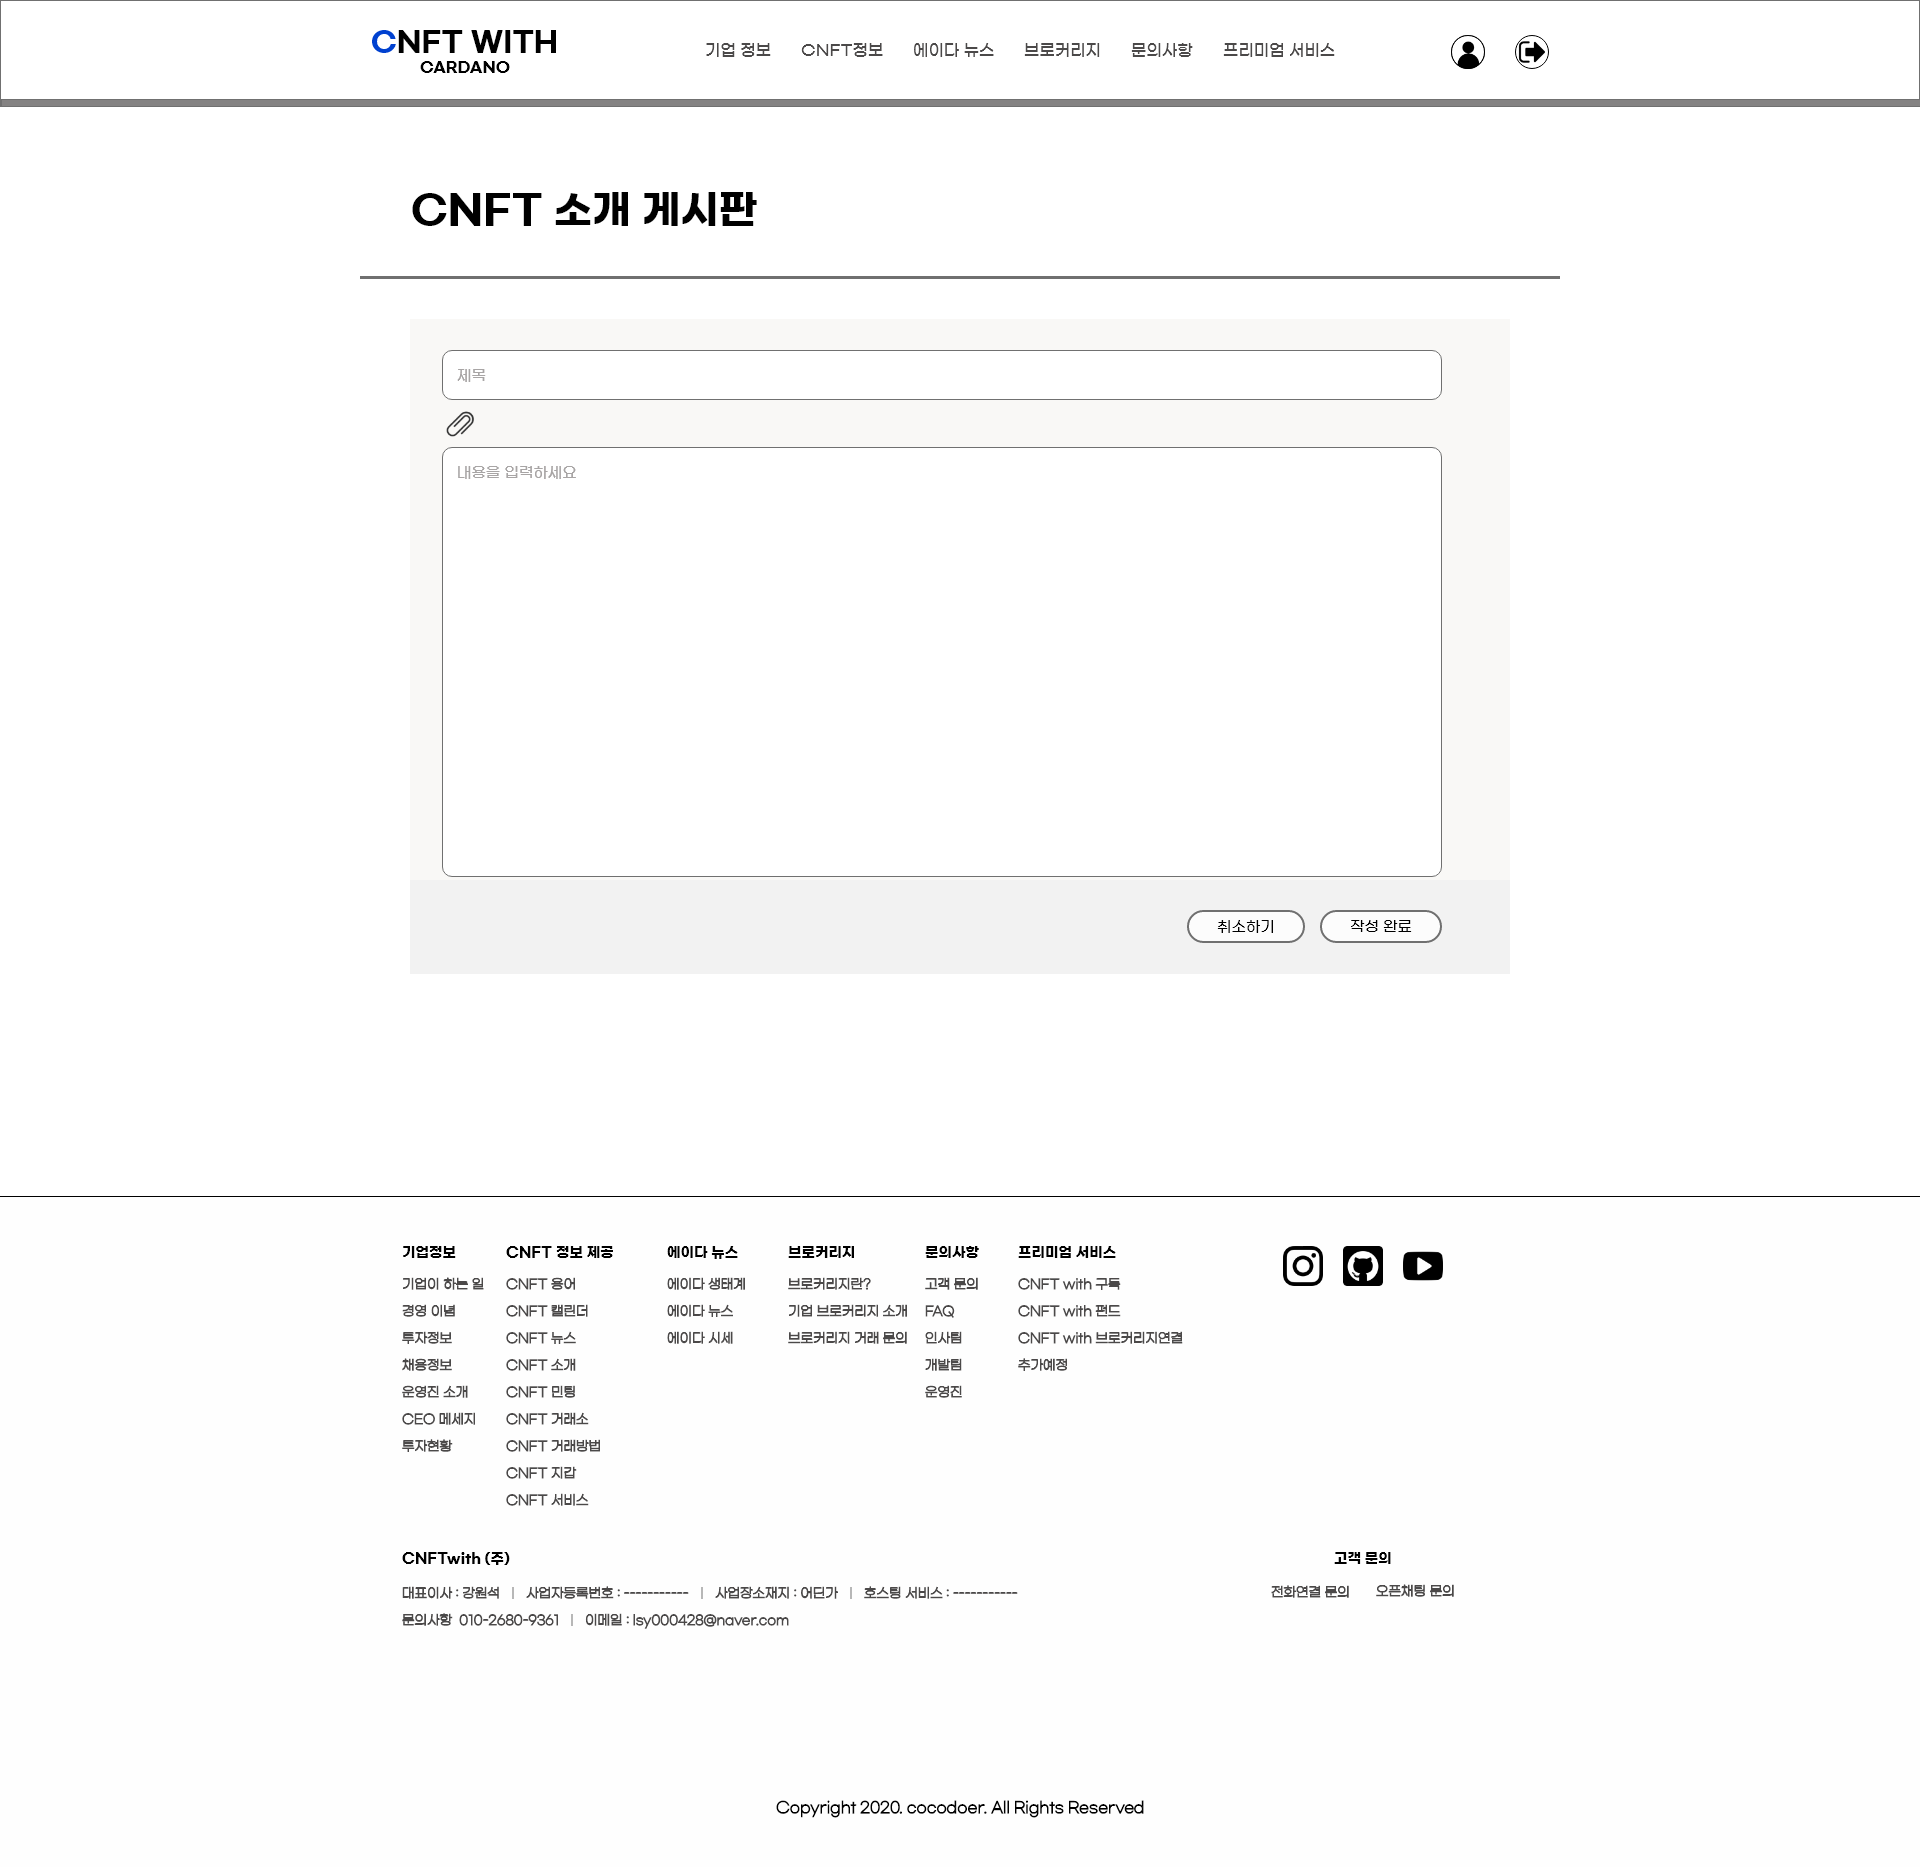 CNFT WITH
CARDANO
기업 정보 CNFT정보 에이다 뉴스 브로커리지 문의사항 프리미엄 서비스
CNFT 소개 게시판
제목
내용을 입력하세요
취소하기 작성 완료
기업정보
기업이 하는 일
경영 이념
투자정보
채용정보
운영진 소개
CEO 메세지
투자현황
CNFT 정보 제공
CNFT 용어
CNFT 캘린더
CNFT 뉴스
CNFT 소개
CNFT 민팅
CNFT 거래소
CNFT 거래방법
CNFT 지갑
CNFT 서비스
에이다 뉴스
에이다 생태계
에이다 뉴스
에이다 시세
브로커리지
브로커리지란?
기업 브로커리지 소개
브로커리지 거래 문의
문의사항
고객 문의
FAQ
인사팀
개발팀
운영진
프리미엄 서비스
CNFT with 구독
CNFT with 펀드
CNFT with 브로커리지연결
추가예정
CNFTwith (주)
대표이사 : 강원석 | 사업자등록번호 : ----------- | 사업장소재지 : 어딘가 | 호스팅 서비스 : -----------
문의사항 010-2680-9361 | 이메일 : lsy000428@naver.com
고객 문의
전화연결 문의 오픈채팅 문의
Copyright 2020. cocodoer. All Rights Reserved